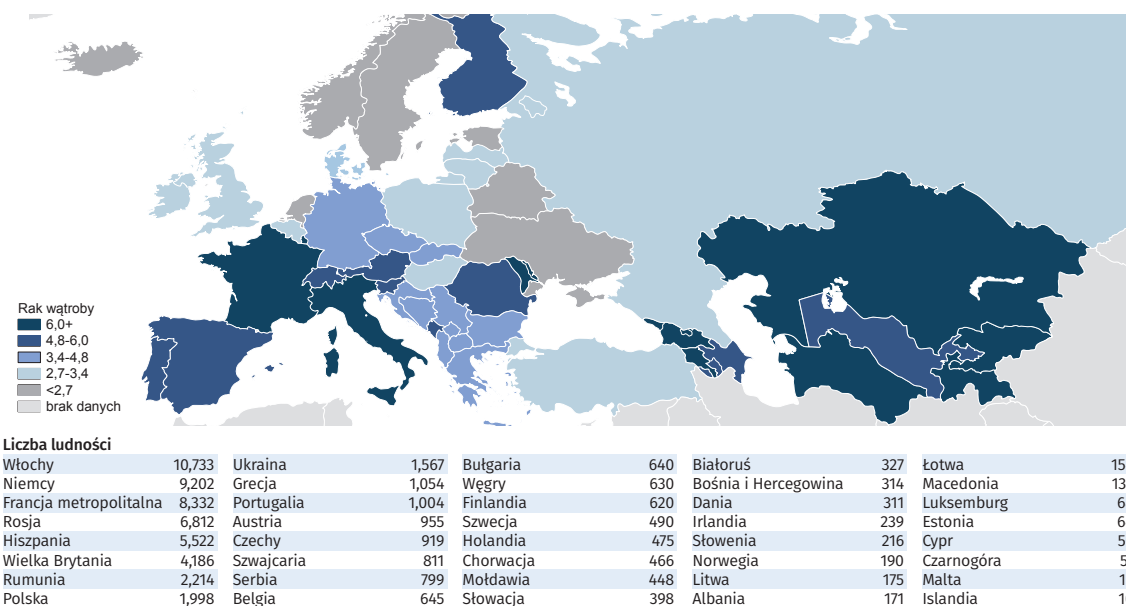 Rak wątroby
6,0+
4,8-6,0
3,4-4,8
2,7-3,4
<2,7
brak danych
Liczba ludności
Włochy 10,733 Ukraina 1,567 Bułgaria 640 Białoruś 327 Łotwa 15
Niemcy 9,202 Grecja 1,054 Węgry 630 Bośnia i Hercegowina 314 Macedonia 13
Francja metropolitalna 8,332 Portugalia 1,004 Finlandia 620 Dania 311 Luksemburg 6
Rosja 6,812 Austria 955 Szwecja 490 Irlandia 239 Estonia 6
Hiszpania 5,522 Czechy 919 Holandia 475 Słowenia 216 Cypr 5
Wielka Brytania 4,186 Szwajcaria 811 Chorwacja 466 Norwegia 190 Czarnogóra 5
Rumunia 2,214 Serbia 799 Mołdawia 448 Litwa 175 Malta 1
Polska 1,998 Belgia 645 Słowacja 398 Albania 171 Islandia 1